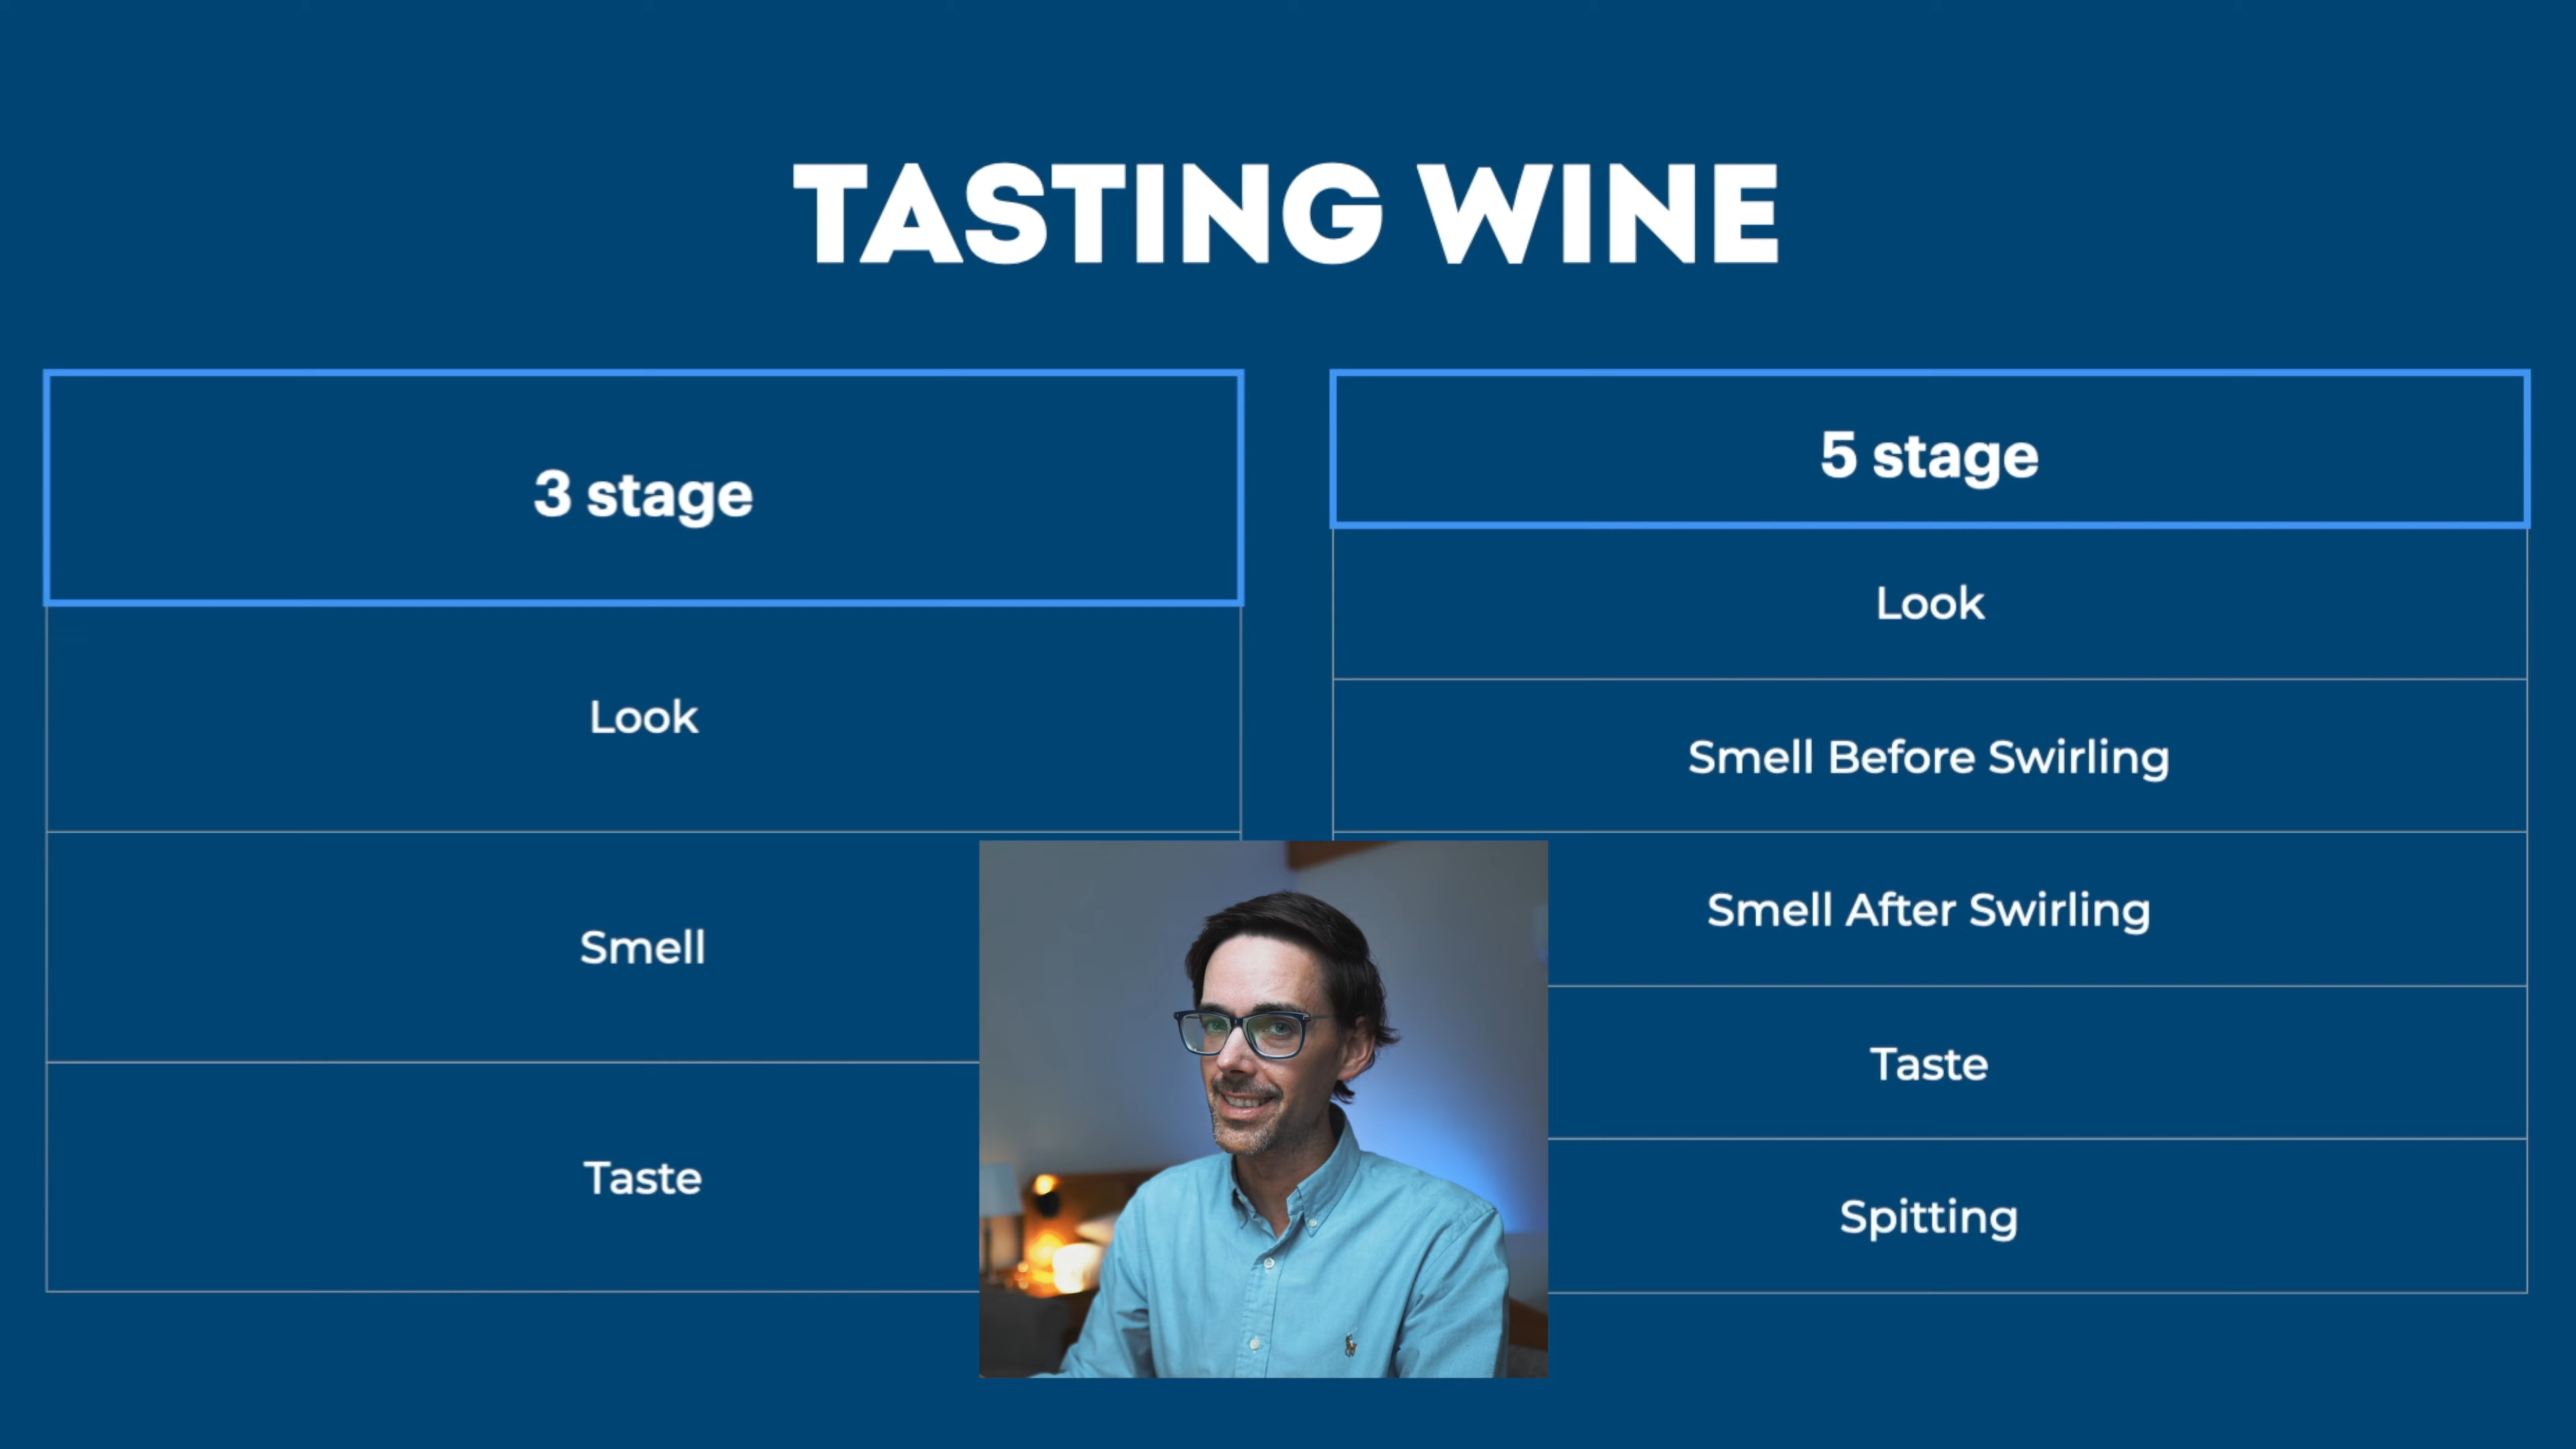 TASTING WINE
3 stage
Look
Smell
Taste
5 stage
Look
Smell Before Swirling
Smell After Swirling
Taste
Spitting